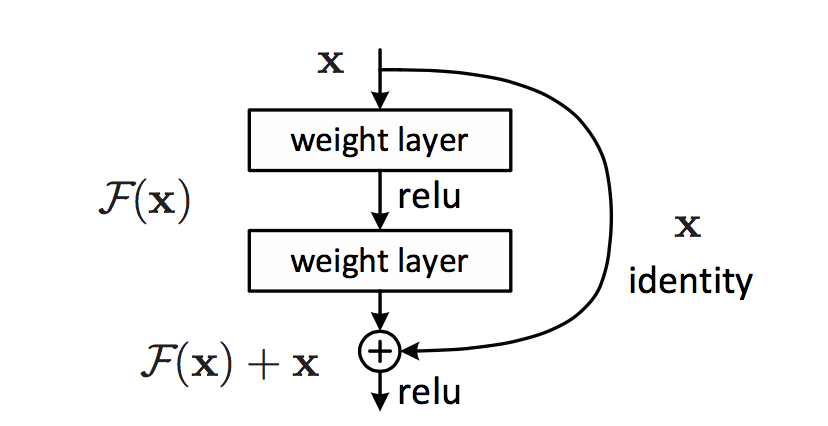 x
weight layer
F(x)
relu
x
weight layer
identity
F(x) + x
relu